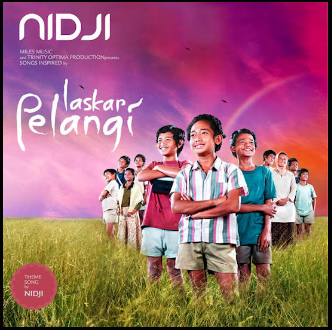 NIDJI
MILES MUSIC
and TRINITY OPTIMA PRODUCTION presents
SONGS INSPIRED by
laskar
Pelangi
THEME
SONG
by
NIDJI